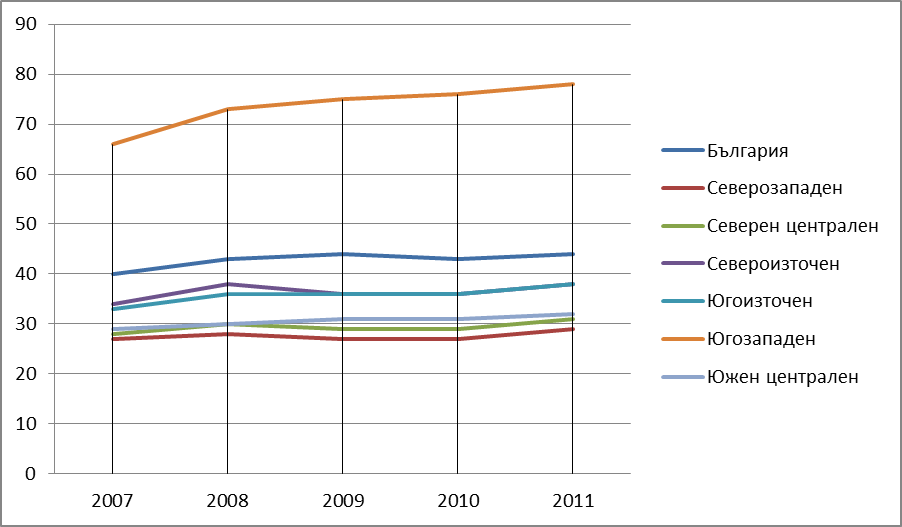 90
80
70
60
50
40
30
20
10
0
2007 2008 2009 2010 2011
България
Северозападен
Северен централен
Североизточен
Югоизточен
Югозападен
Южен централен